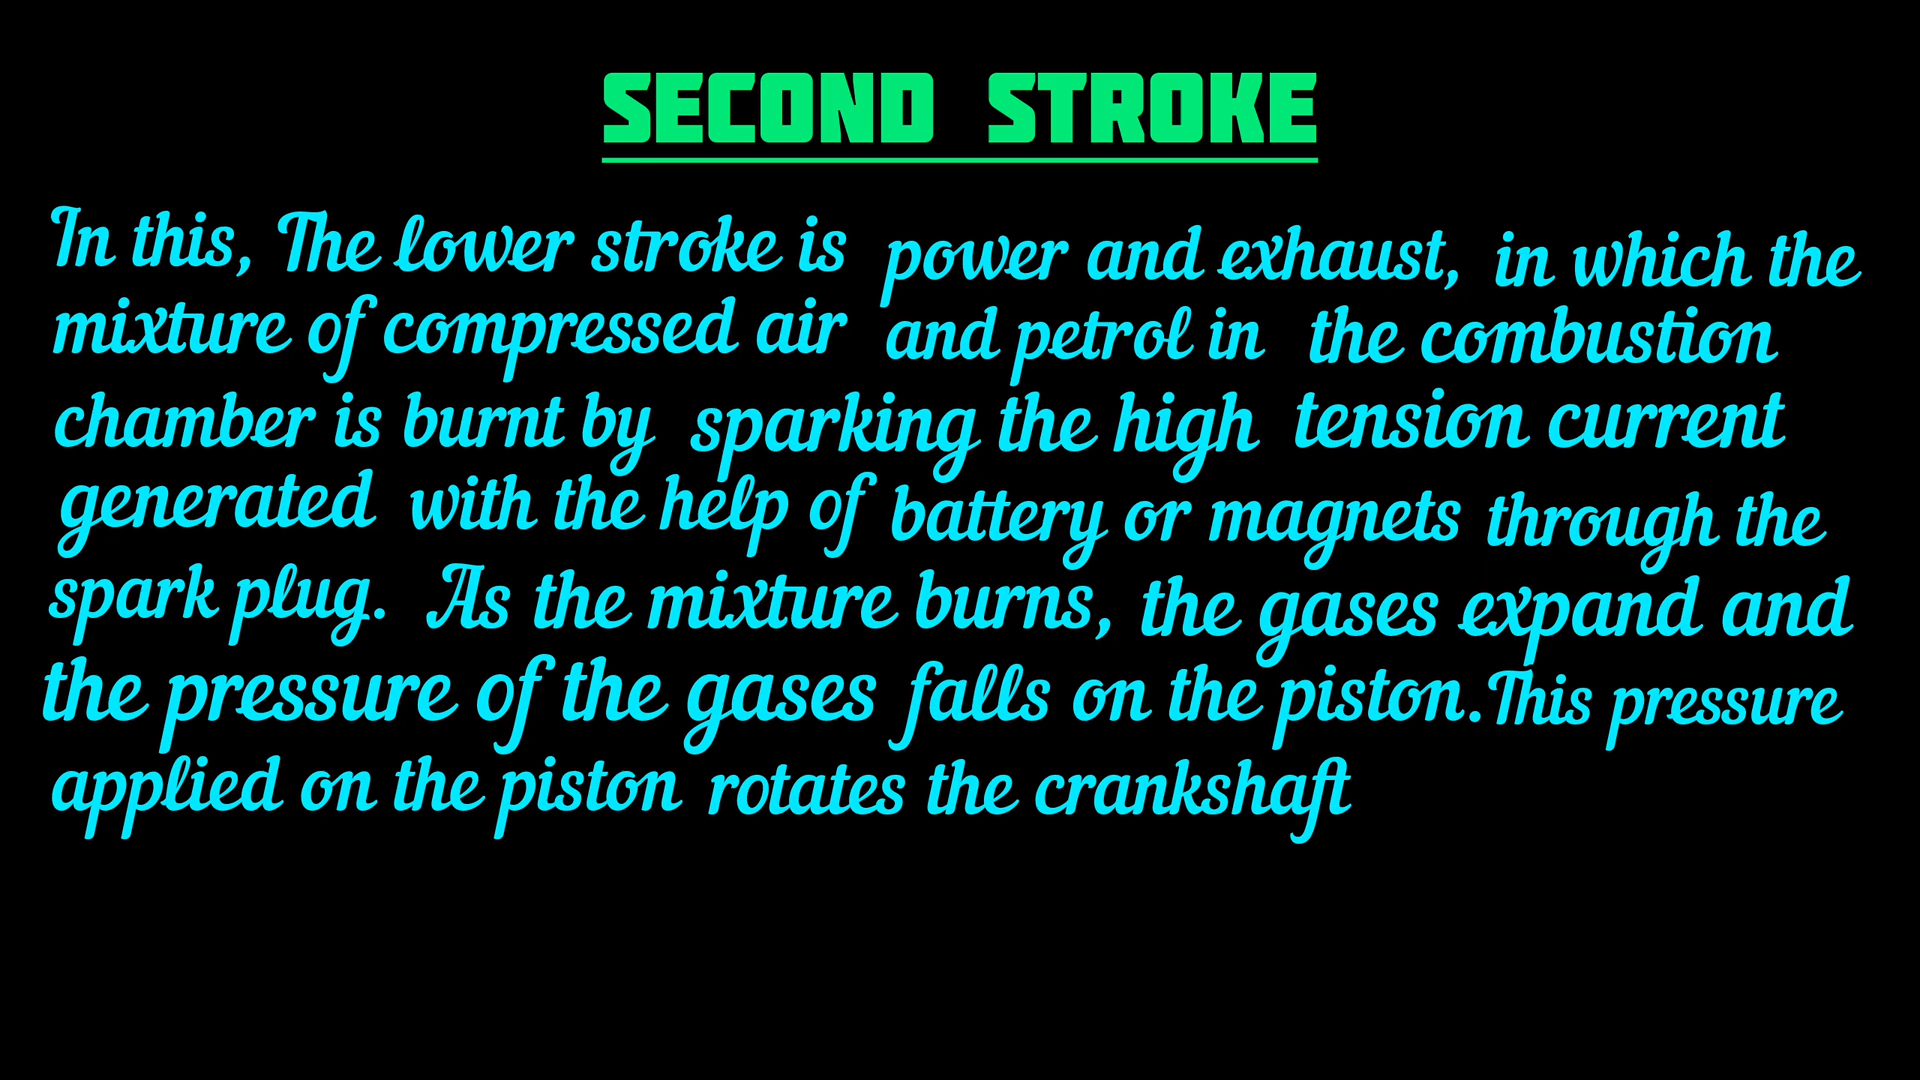 SECOND STROKE
In this, The lower stroke is power and exhaust, in which the
mixture of compressed air and petrol in the combustion
chamber is burnt by sparking the high tension current
generated with the help of battery or magnets through the
spark plug. As the mixture burns, the gases expand and
the pressure of the gases falls on the piston.This pressure
applied on the piston rotates the crankshaft